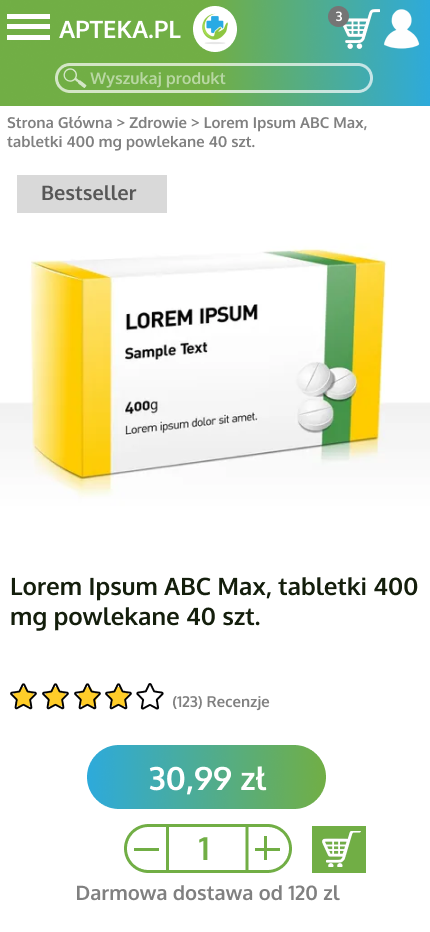 APTEKA.PL
3
Wyszukaj produkt
Strona Główna > Zdrowie > Lorem Ipsum ABC Max,
tabletki 400 mg powlekane 40 szt.
Bestseller
LOREM IPSUM
Sample Text
400g
Lorem ipsum dolor sit amet.
Lorem Ipsum ABC Max, tabletki 400
mg powlekane 40 szt.
(123) Recenzje
30,99 zł
1
Darmowa dostawa od 120 zl